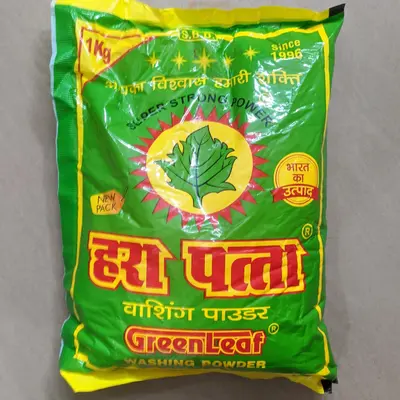 1Kg
S.B.D.
since
1996
आपका विश्वास हमारी शक्ति
SUPER STRONG POWER
भारत
का
उत्पाद
NEW
PACK
हरा पत्ता ®
वाशिंग पाउडर
GreenLeaf ®
WASHING POWDER